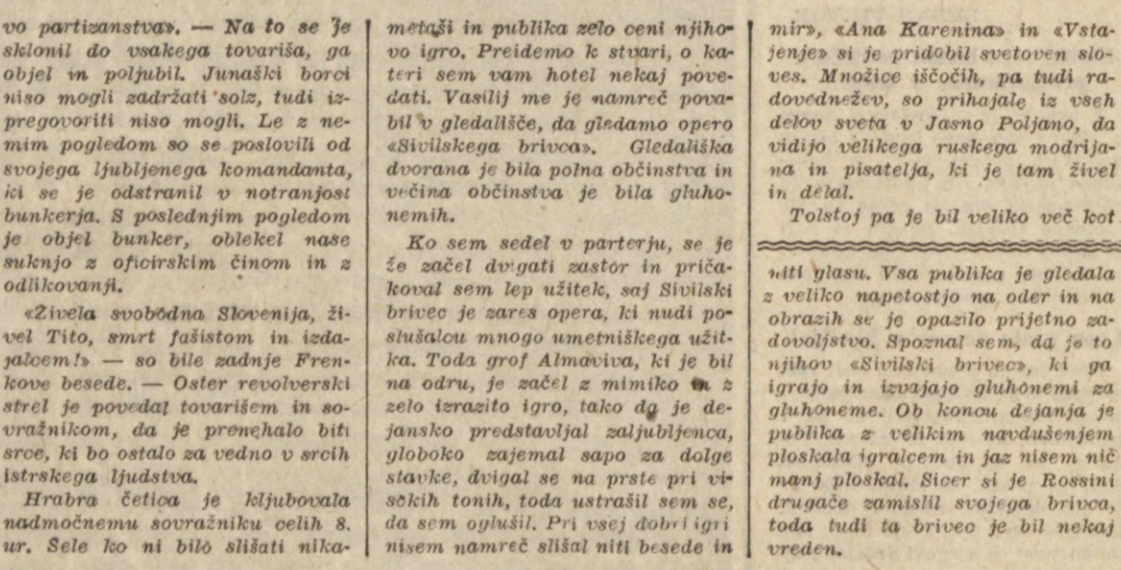 vo partizanstva». — Na to se je
sklonil do vsakega tovariša, ga
objel in poljubil. Junaški borci
niso mogli zadržati solz, tudi iz-
pregovoriti niso mogli. Le z ne-
mim pogledom so se poslovili od
svojega ljubljenega komandanta,
ki se je odstranil v notranjost
bunkerja. S poslednjim pogledom
je objel bunker, oblekel nase
suknjo z oficirskim činom in z
odlikovanji.
«Živela svobodna Slovenija, ži-
vel Tito, smrt fašistom in izda-
jalcem!» — so bile zadnje Fren-
kove besede. — Oster revolverski
strel je povedal tovarišem in so-
vražnikom, da je prenehalo biti
srce, ki bo ostalo za vedno v srcih
istrskega ljudstva.
Hrabra četica je kljubovala
nadmočnemu sovražniku celih 8.
ur. Sele ko ni bilo slišati nika-
metaši in publika zelo ceni njiho-
vo igro. Preidemo k stvari, o ka-
teri sem vam hotel nekaj pove-
dati. Vasilij me je namreč pova-
bil v gledališče, da gledamo opero
«Sivilskega brivca». Gledališka
dvorana je bila polna občinstva in
večina občinstva je bila gluho-
nemih.
Ko sem sedel v parterju, se je
že začel dvigati zastor in priča-
koval sem lep užitek, saj Sivilski
brivec je zares opera, ki nudi po-
slušalcu mnogo umetniškega užit-
ka. Toda grof Almaviva, ki je bil
na odru, je začel z mimiko in z
zelo izrazito igro, tako da je de-
jansko predstavljal zaljubljenca,
globoko zajemal sapo za dolge
stavke, dvigal se na prste pri vi-
sokih tonih, toda ustrašil sem se,
da sem oglušil. Pri vsej dobri igri
nisem namreč slišal niti besede in
mir», «Ana Karenina» in «Vsta-
jenje» si je pridobil svetoven slo-
ves. Množice iščočih, pa tudi ra-
dovednežev, so prihajale iz vseh
delov sveta v Jasno Poljano, da
vidijo velikega ruskega modrija-
na in pisatelja, ki je tam živel
in delal.
Tolstoj pa je bil veliko več kot
niti glasu. Vsa publika je gledala
z veliko napetostjo na oder in na
obrazih se je opazilo prijetno za-
dovoljstvo. Spoznal sem, da je to
njihov «Sivilski brivec», ki ga
igrajo in izvajajo gluhonemi za
gluhoneme. Ob koncu dejanja je
publika z velikim navdušenjem
ploskala igralcem in jaz nisem nič
manj ploskal. Sicer si je Rossini
drugače zamislil svojega brivca,
toda tudi ta brivec je bil nekaj
vreden.